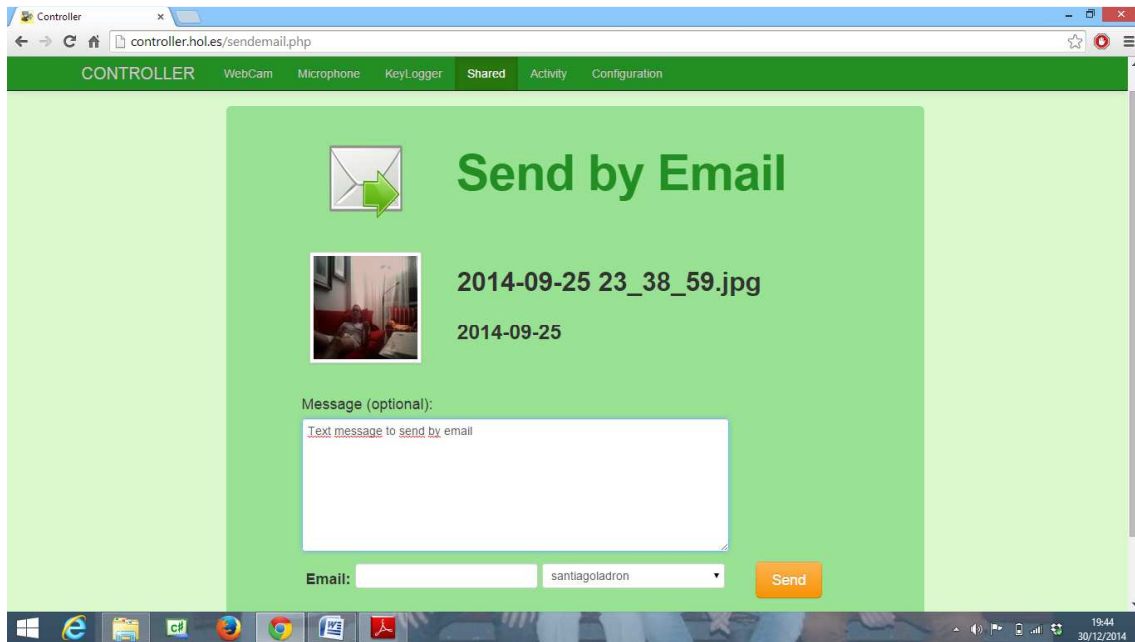 Controller
controller.hol.es/sendemail.php
CONTROLLER WebCam Microphone KeyLogger Shared Activity Configuration
Send by Email
2014-09-25 23_38_59.jpg
2014-09-25
Message (optional):
Text message to send by email
Email: santiagoladron Send
19:44
30/12/2014